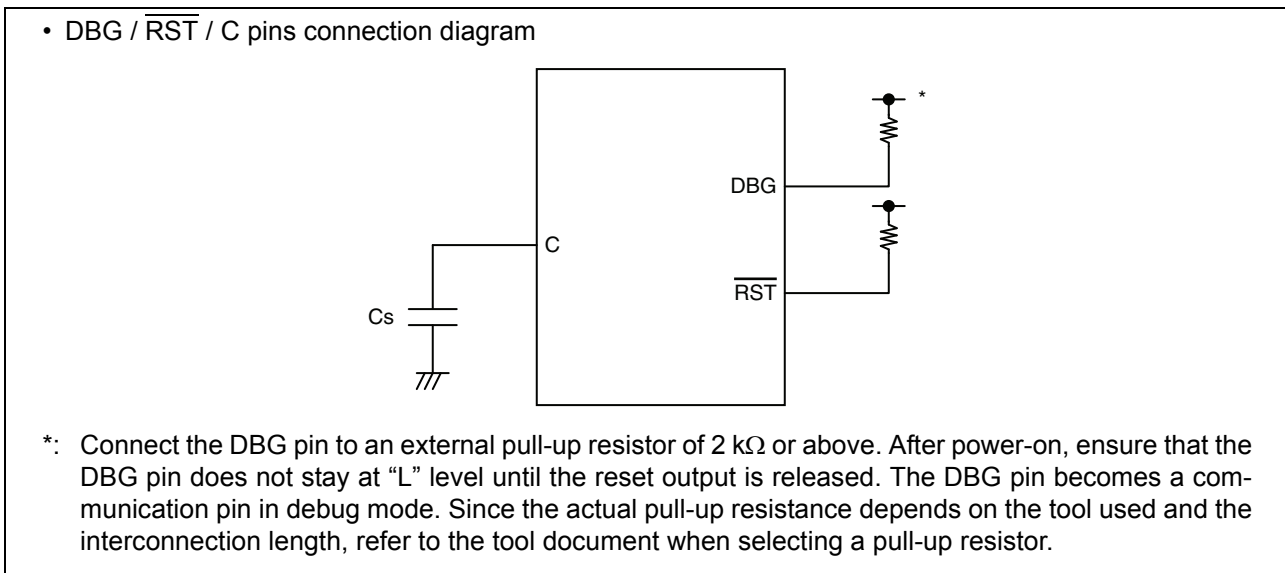 • DBG / R̅S̅T̅ / C pins connection diagram
*
DBG
C
R̅S̅T̅
Cs
*: Connect the DBG pin to an external pull-up resistor of 2 kΩ or above. After power-on, ensure that the
DBG pin does not stay at “L” level until the reset output is released. The DBG pin becomes a com-
munication pin in debug mode. Since the actual pull-up resistance depends on the tool used and the
interconnection length, refer to the tool document when selecting a pull-up resistor.